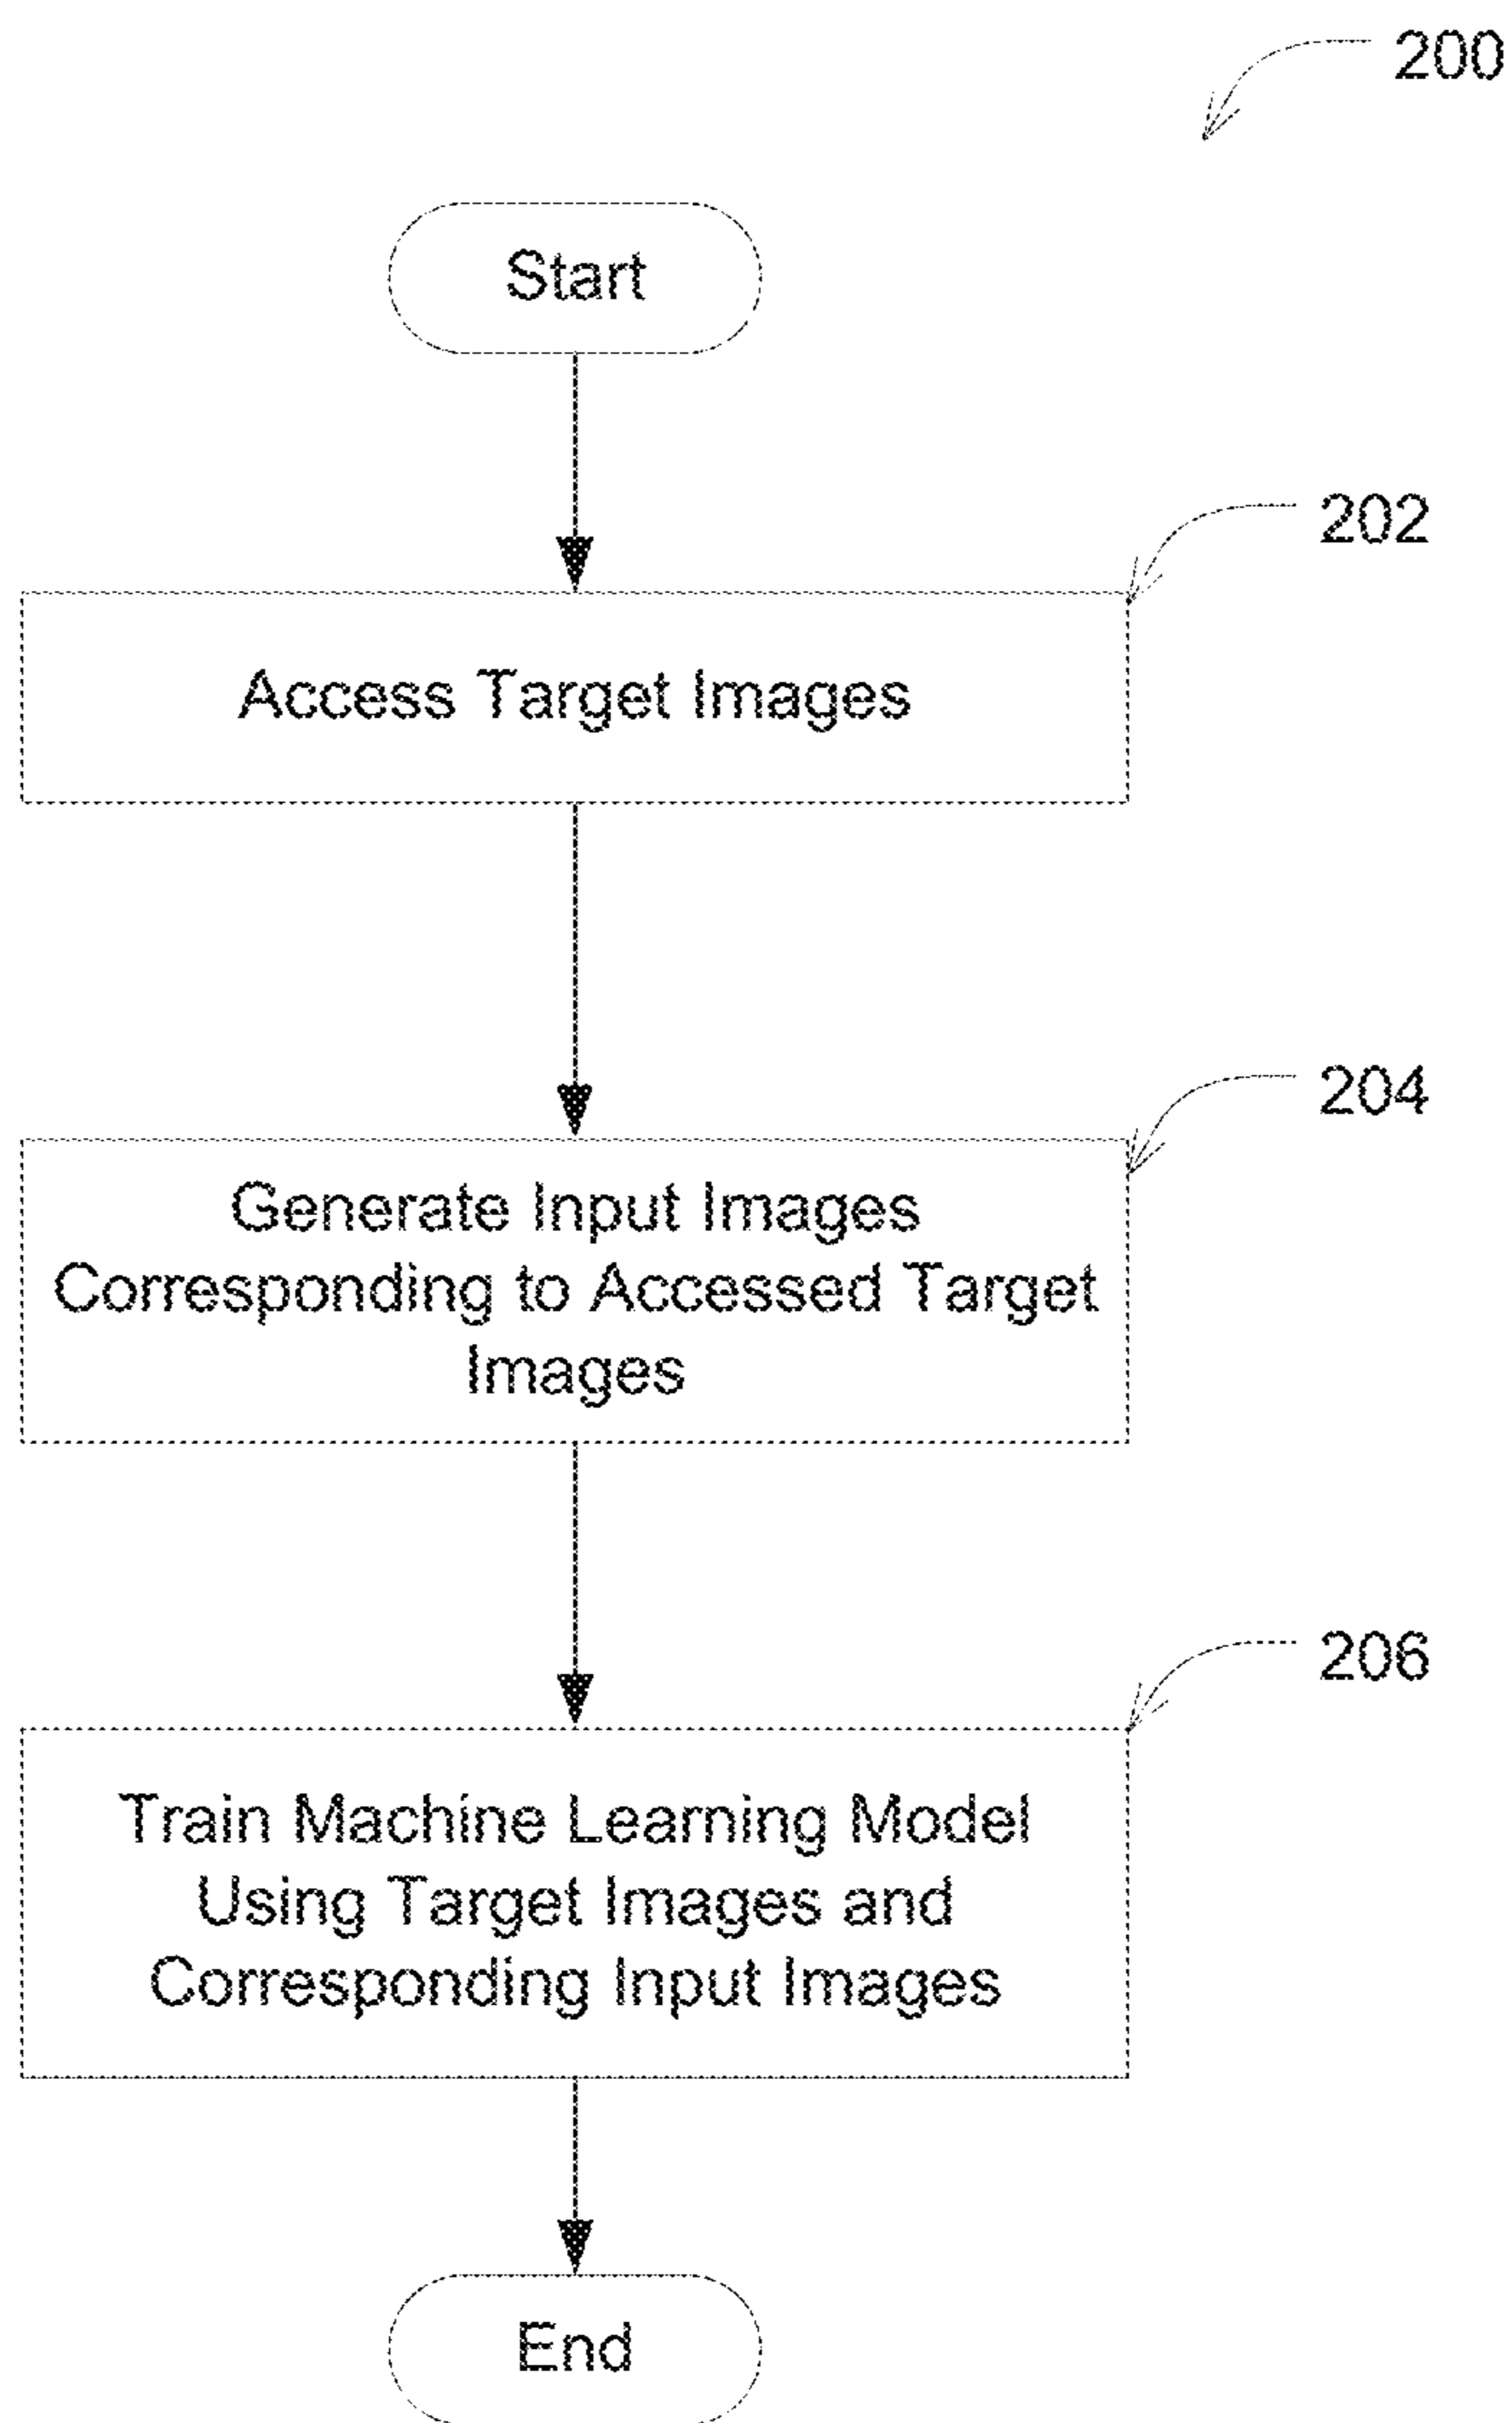 200
Start
202
Access Target Images
204
Generate Input Images
Corresponding to Accessed Target
Images
206
Train Machine Learning Model
Using Target Images and
Corresponding Input Images
End